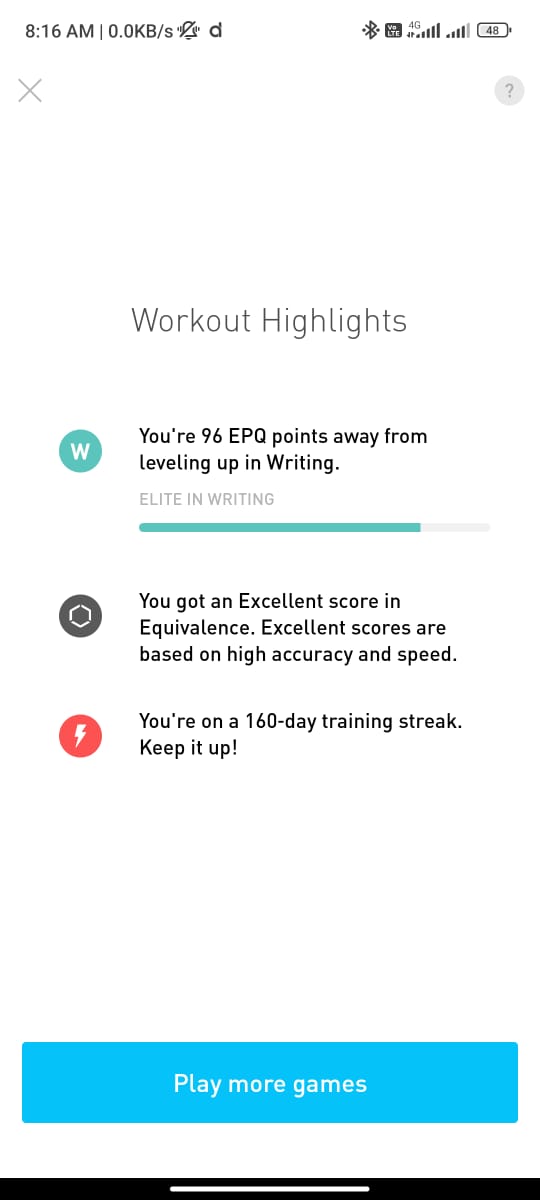 8:16 AM | 0.0KB/s d Vo LTE 4G 48
?
Workout Highlights
W
You're 96 EPQ points away from
leveling up in Writing.
ELITE IN WRITING
You got an Excellent score in
Equivalence. Excellent scores are
based on high accuracy and speed.
You're on a 160-day training streak.
Keep it up!
Play more games